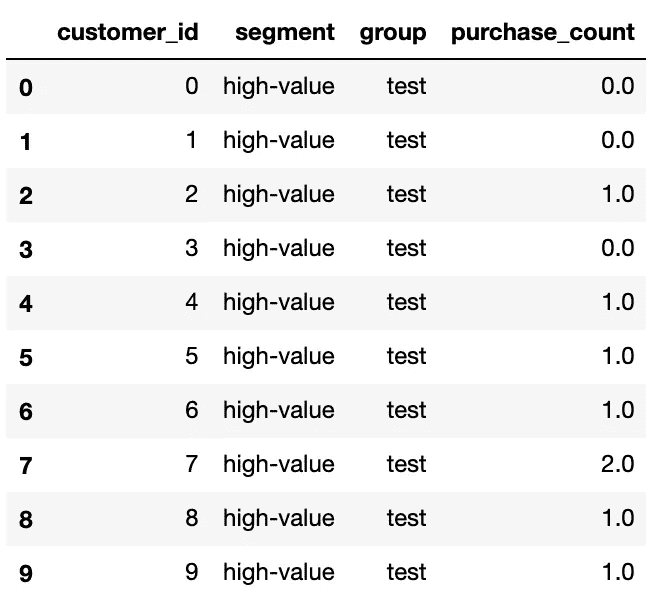 customer_id segment group purchase_count
0 0 high-value test 0.0
1 1 high-value test 0.0
2 2 high-value test 1.0
3 3 high-value test 0.0
4 4 high-value test 1.0
5 5 high-value test 1.0
6 6 high-value test 1.0
7 7 high-value test 2.0
8 8 high-value test 1.0
9 9 high-value test 1.0